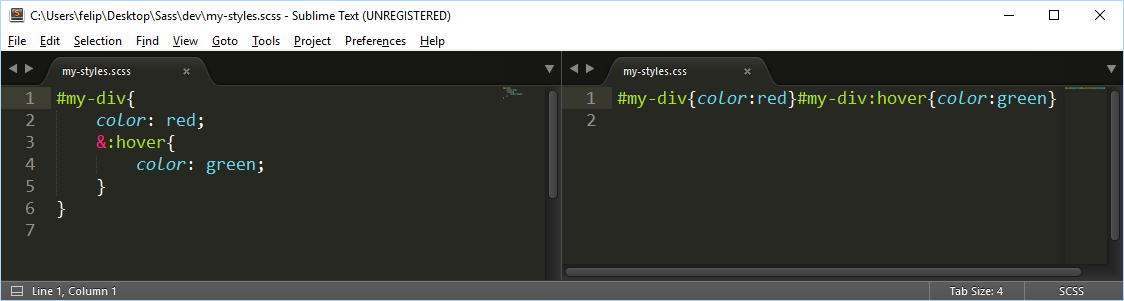 C:\Users\felip\Desktop\Sass\dev\my-styles.scss - Sublime Text (UNREGISTERED)
File Edit Selection Find View Goto Tools Project Preferences Help
my-styles.scss ×
1 #my-div{
2 color: red;
3 &:hover{
4 color: green;
5 }
6 }
7
my-styles.css ×
1 #my-div{color:red}#my-div:hover{color:green}
2
Line 1, Column 1
Tab Size: 4
SCSS